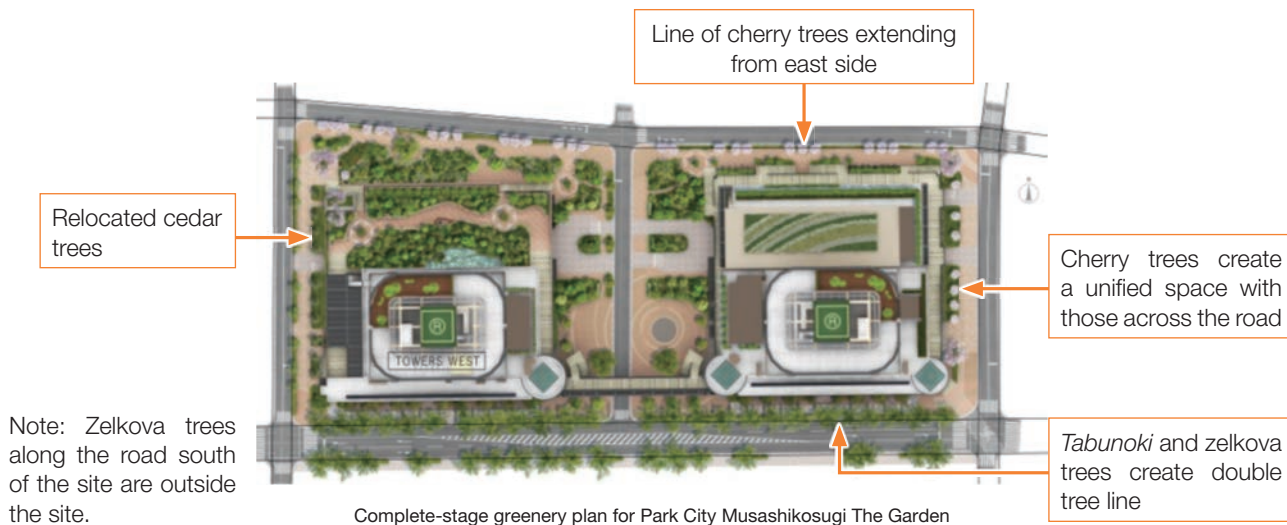 Line of cherry trees extending
from east side
Relocated cedar
trees
Cherry trees create
a unified space with
those across the road
TOWERS WEST
H
H
Note: Zelkova trees
along the road south
of the site are outside
the site.
Tabunoki and zelkova
trees create double
tree line
Complete-stage greenery plan for Park City Musashikosugi The Garden